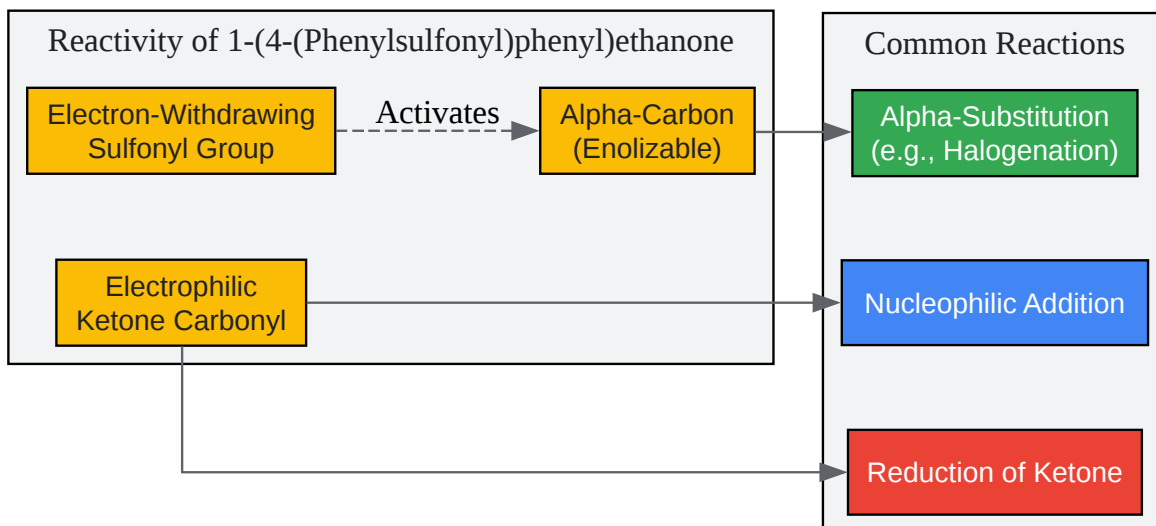 Reactivity of 1-(4-(Phenylsulfonyl)phenyl)ethanone
Common Reactions
Electron-Withdrawing
Sulfonyl Group
Activates
Alpha-Carbon
(Enolizable)
Alpha-Substitution
(e.g., Halogenation)
Electrophilic
Ketone Carbonyl
Nucleophilic Addition
Reduction of Ketone